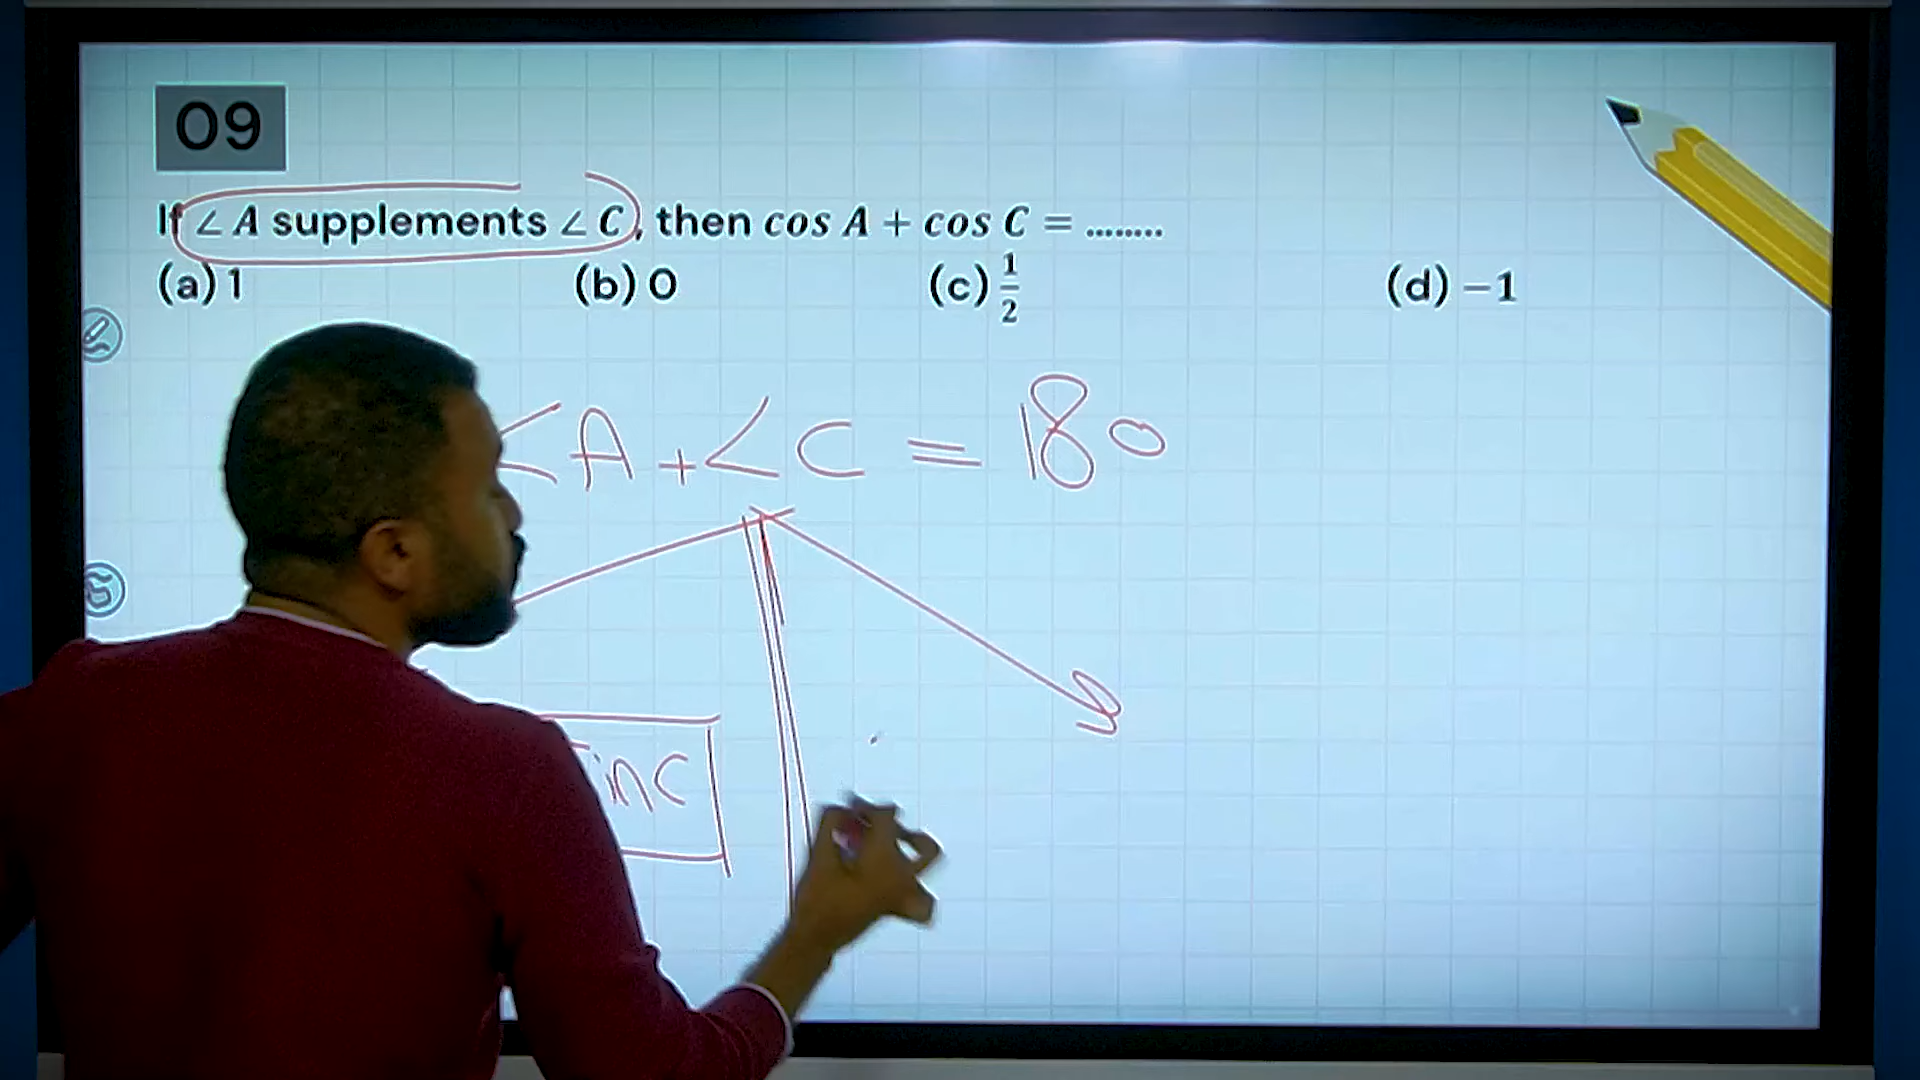 09
If ∠ A supplements ∠ C, then cos A + cos C = ........
(a) 1 (b) 0 (c) 1/2 (d) −1
∠A + ∠C = 180